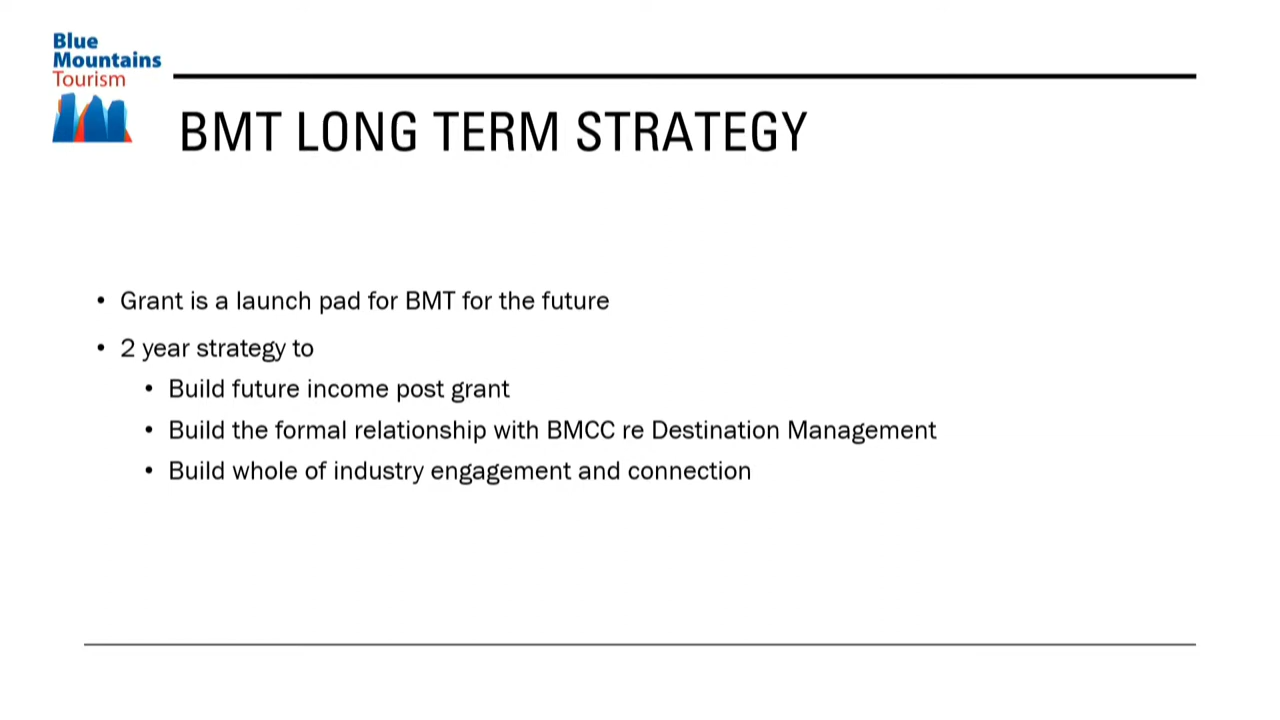 Blue
Mountains
Tourism
BMT LONG TERM STRATEGY
• Grant is a launch pad for BMT for the future
• 2 year strategy to
• Build future income post grant
• Build the formal relationship with BMCC re Destination Management
• Build whole of industry engagement and connection